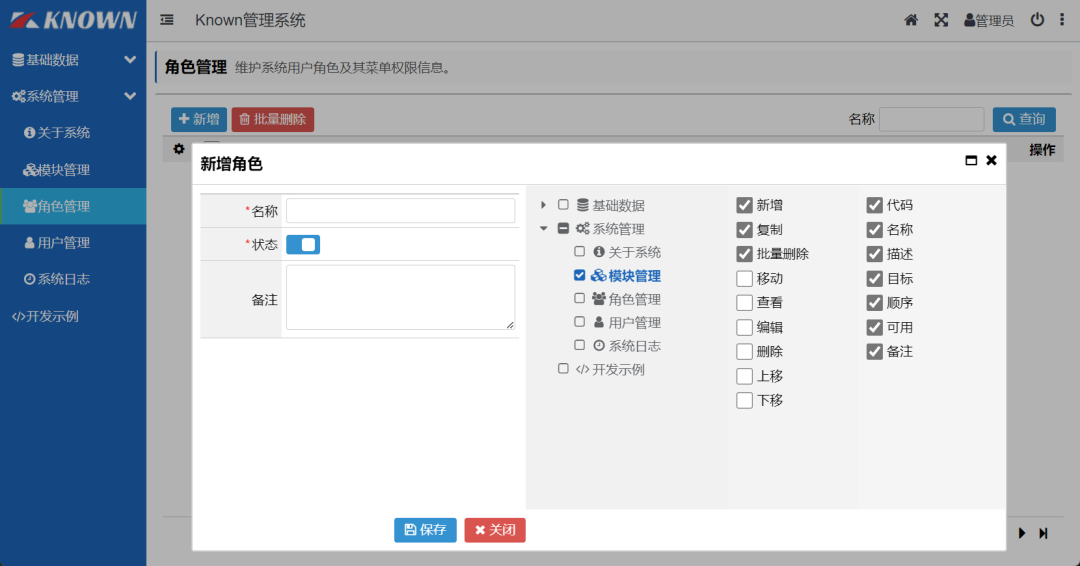 KNOWN
Known管理系统
管理员
基础数据
系统管理
关于系统
模块管理
角色管理
用户管理
系统日志
</>开发示例
角色管理 维护系统用户角色及其菜单权限信息。
新增
批量删除
名称
查询
操作
新增角色
*名称
*状态
备注
基础数据
系统管理
关于系统
模块管理
角色管理
用户管理
系统日志
</>开发示例
新增
复制
批量删除
移动
查看
编辑
删除
上移
下移
代码
名称
描述
目标
顺序
可用
备注
保存
关闭